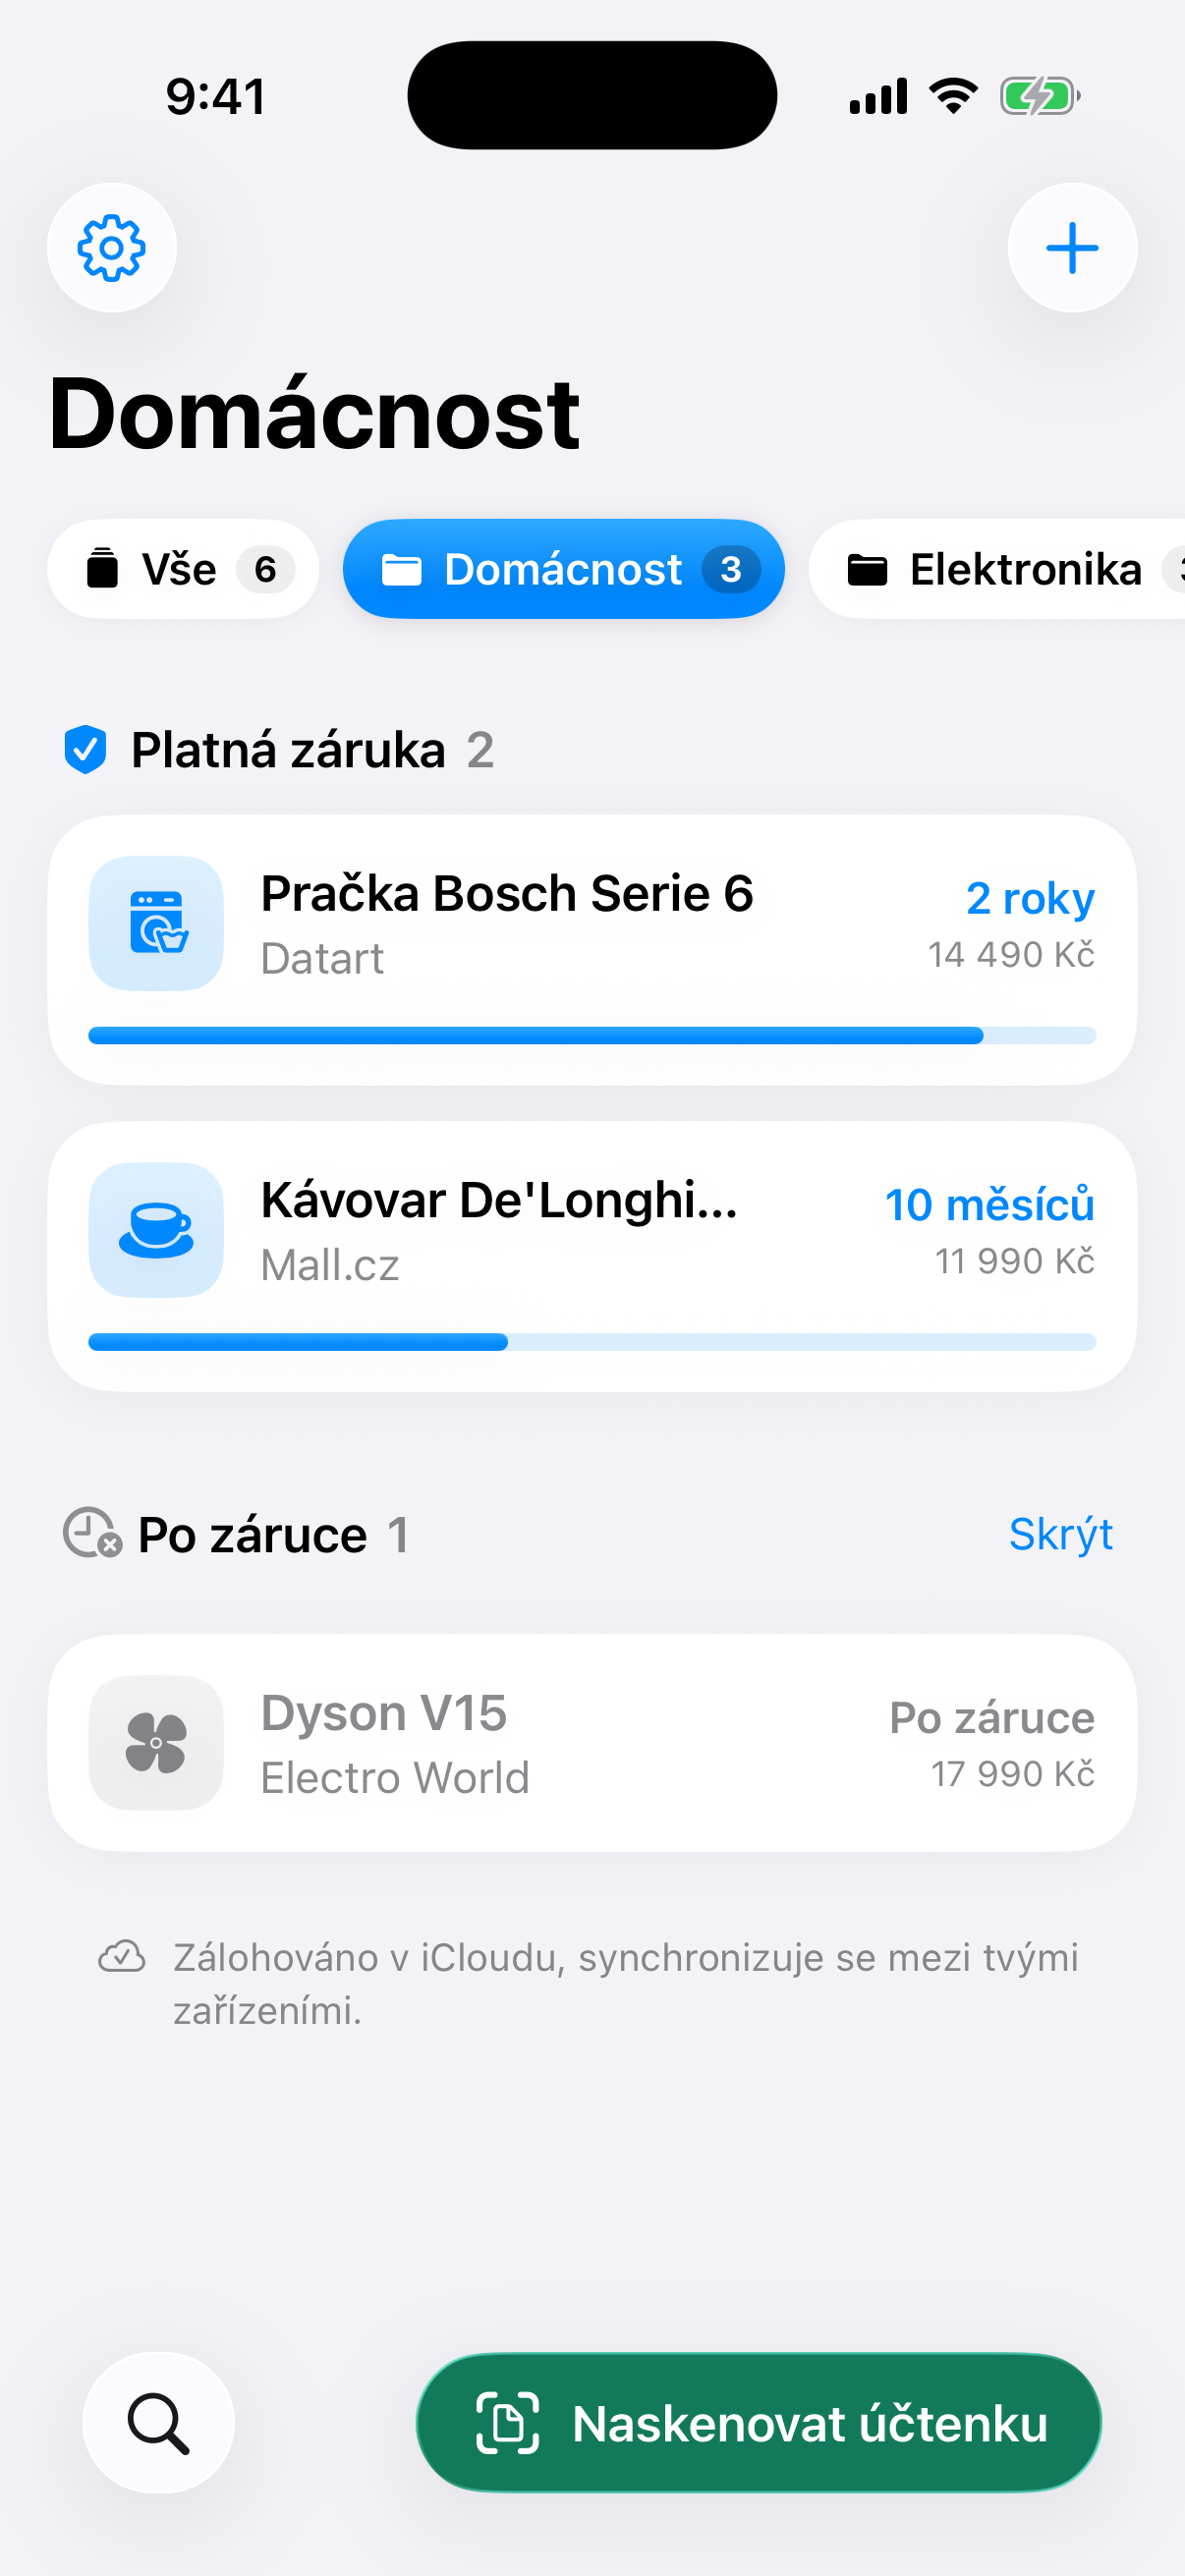 9:41
Domácnost
Vše 6
Domácnost 3
Elektronika
Platná záruka 2
Pračka Bosch Serie 6
2 roky
Datart
14 490 Kč
Kávovar De'Longhi...
10 měsíců
Mall.cz
11 990 Kč
Po záruce 1
Skrýt
Dyson V15
Po záruce
Electro World
17 990 Kč
Zálohováno v iCloudu, synchronizuje se mezi tvými
zařízeními.
Naskenovat účtenku